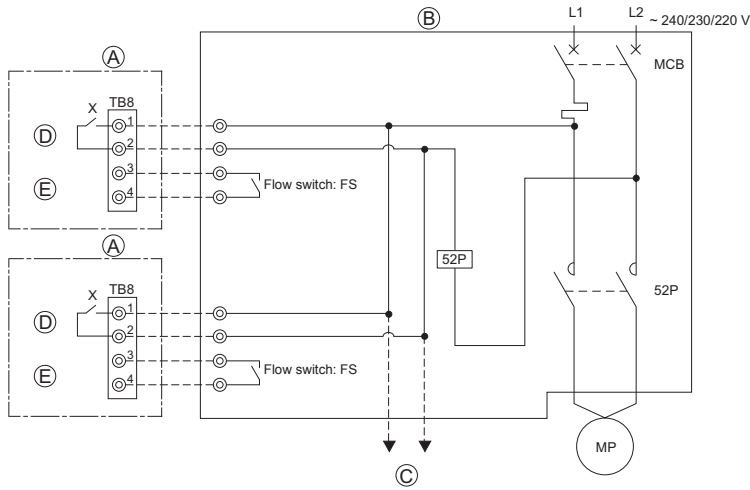 B
L1
L2
~ 240/230/220 V
A
MCB
TB8
X
1
D
2
3
E
Flow switch: FS
4
A
52P
52P
TB8
X
1
D
2
3
E
Flow switch: FS
4
MP
C